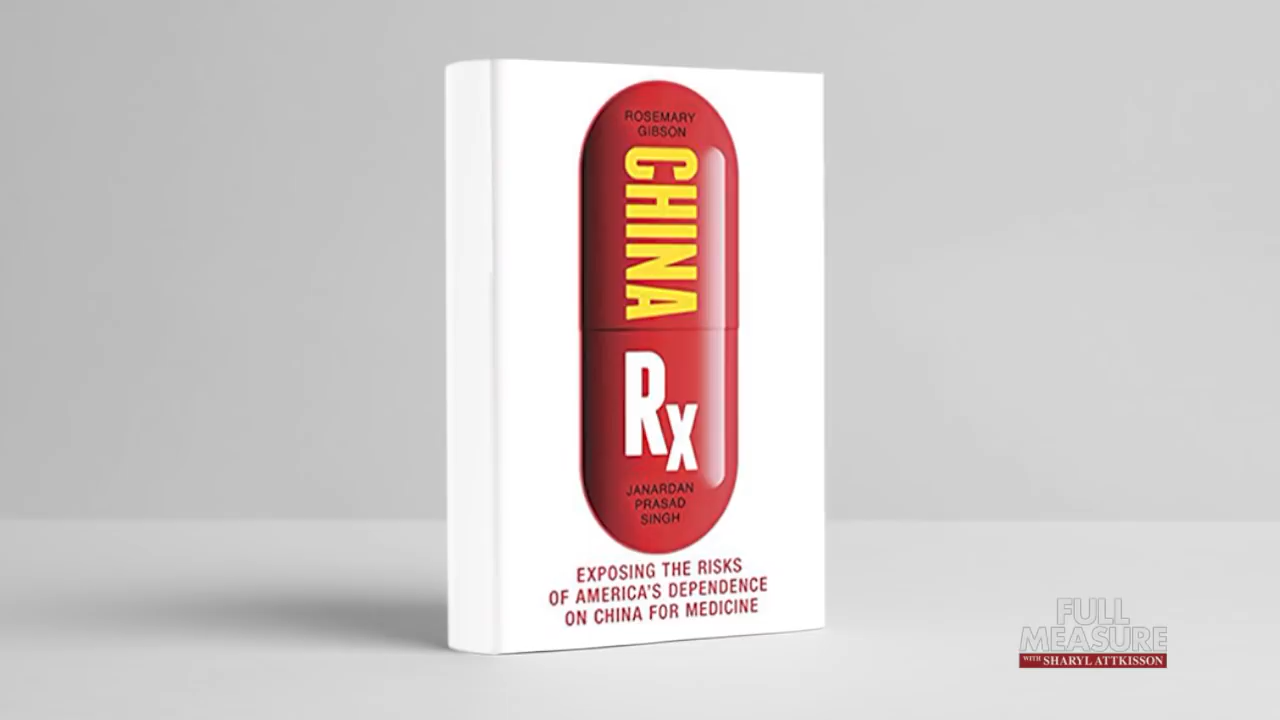 ROSEMARY
GIBSON
CHINA
Rx
JANARDAN
PRASAD
SINGH
EXPOSING THE RISKS
OF AMERICA'S DEPENDENCE
ON CHINA FOR MEDICINE
FULL
MEASURE
WITH SHARYL ATTKISSON